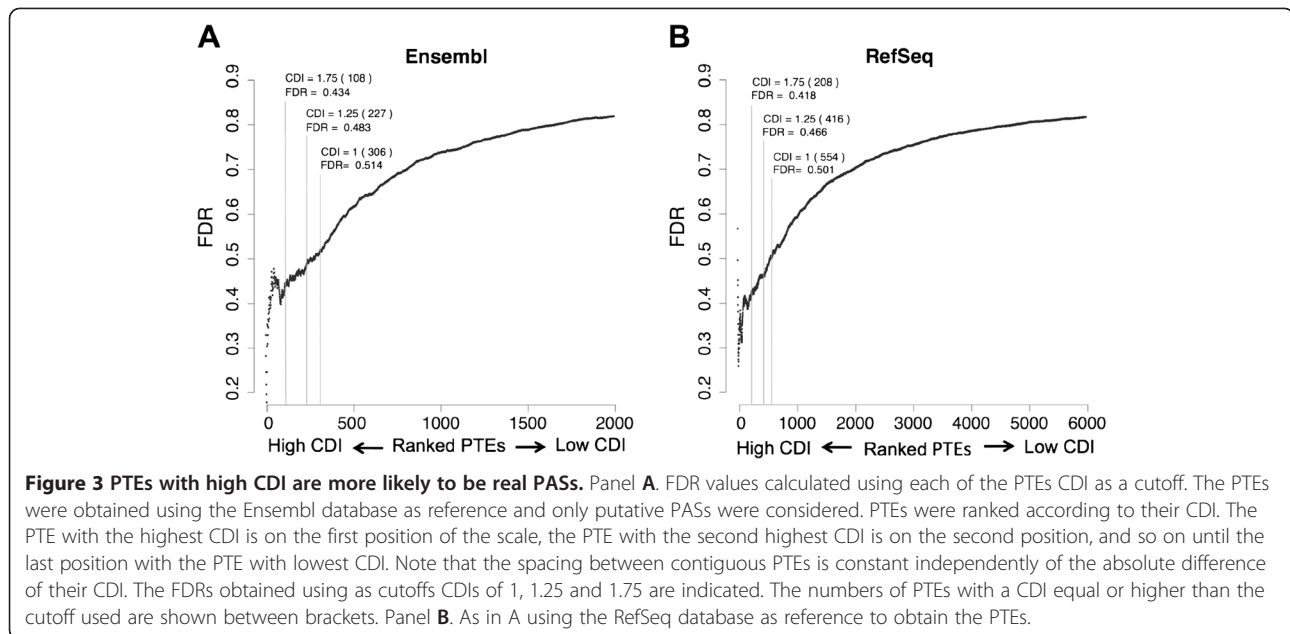 A
Ensembl
CDI = 1.75 ( 108)
FDR = 0.434
CDI = 1.25 (227)
FDR = 0.483
CDI = 1 (306)
FDR= 0.514
FDR
0.9
0.8
0.7
0.6
0.5
0.4
0.3
0.2
0 500 1000 1500 2000
High CDI ← Ranked PTEs → Low CDI
B
RefSeq
CDI = 1.75 (208)
FDR = 0.418
CDI = 1.25 (416)
FDR = 0.466
CDI = 1 (554)
FDR= 0.501
FDR
0.9
0.8
0.7
0.6
0.5
0.4
0.3
0.2
0 1000 2000 3000 4000 5000 6000
High CDI ← Ranked PTEs → Low CDI
Figure 3 PTEs with high CDI are more likely to be real PASs. Panel A. FDR values calculated using each of the PTEs CDI as a cutoff. The PTEs
were obtained using the Ensembl database as reference and only putative PASs were considered. PTEs were ranked according to their CDI. The
PTE with the highest CDI is on the first position of the scale, the PTE with the second highest CDI is on the second position, and so on until the
last position with the PTE with lowest CDI. Note that the spacing between contiguous PTEs is constant independently of the absolute difference
of their CDI. The FDRs obtained using as cutoffs CDIs of 1, 1.25 and 1.75 are indicated. The numbers of PTEs with a CDI equal or higher than the
cutoff used are shown between brackets. Panel B. As in A using the RefSeq database as reference to obtain the PTEs.